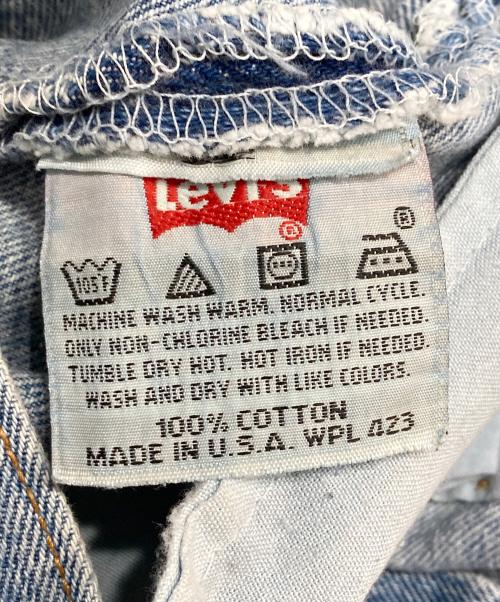 Levi's
®
®
105F
MACHINE WASH WARM. NORMAL CYCLE.
ONLY NON-CHLORINE BLEACH IF NEEDED.
TUMBLE DRY HOT. HOT IRON IF NEEDED.
WASH AND DRY WITH LIKE COLORS.
100% COTTON
MADE IN U.S.A. WPL 423